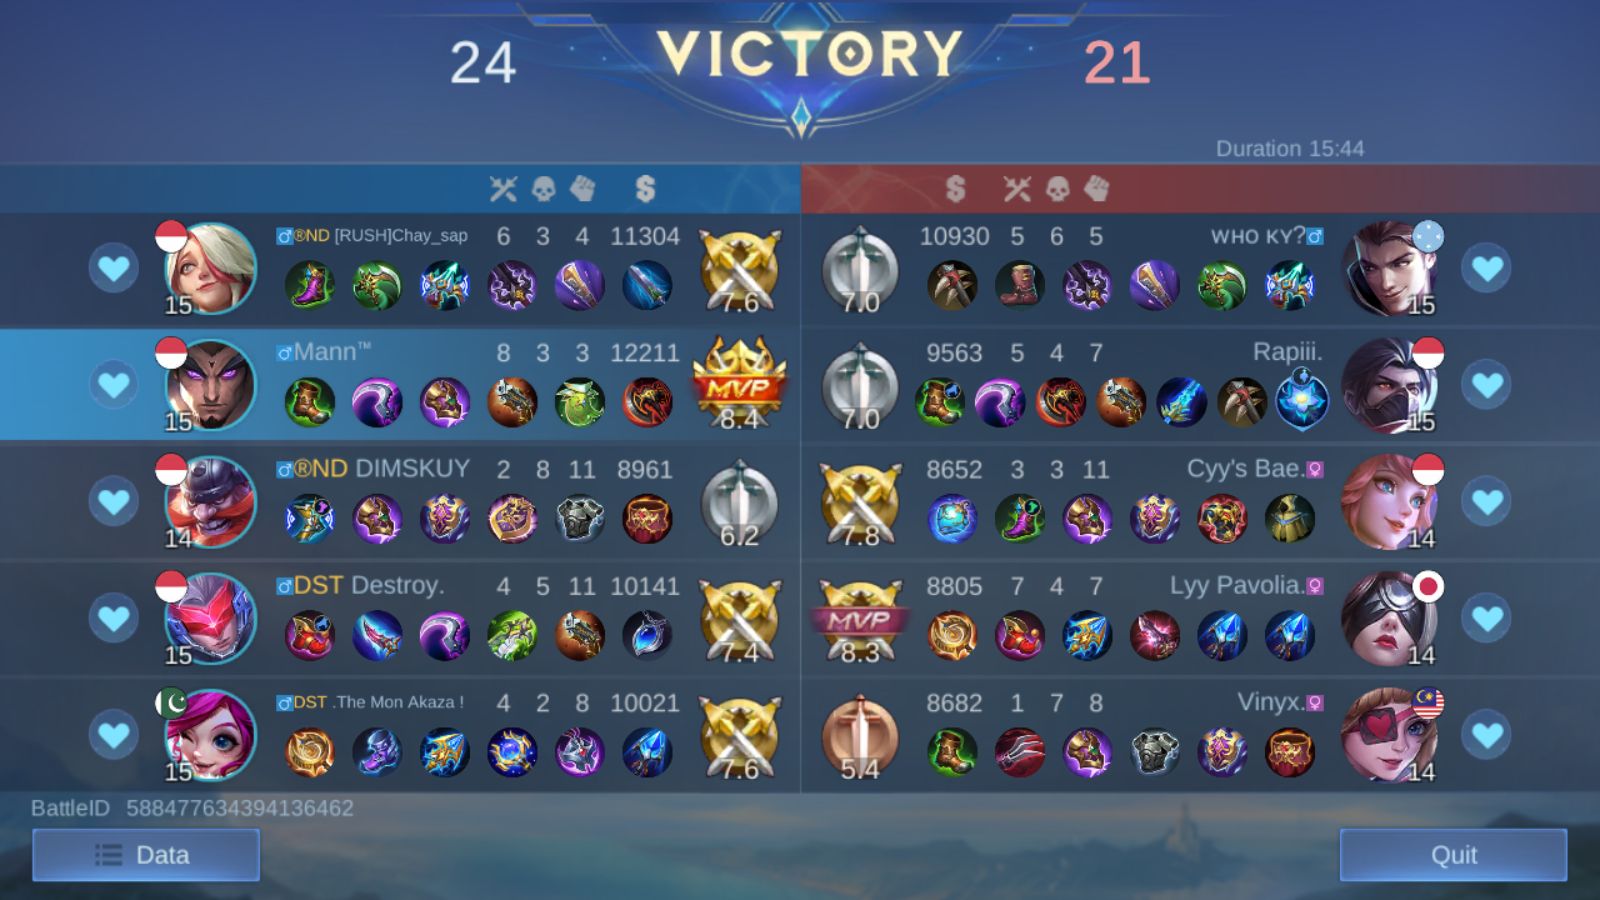 24 VICTORY 21
Duration 15:44
®ND [RUSH]Chay_sap 6 3 4 11304 7.6 15
7.0 10930 5 6 5 WHO KY? 15
Mann™ 8 3 3 12211 MVP 8.4 15
7.0 9563 5 4 7 Rapiii. 15
®ND DIMSKUY 2 8 11 8961 6.2 14
7.8 8652 3 3 11 Cyy's Bae. 14
DST Destroy. 4 5 11 10141 7.4 15
MVP 8.3 8805 7 4 7 Lyy Pavolia. 14
DST .The Mon Akaza ! 4 2 8 10021 7.6 15
5.4 8682 1 7 8 Vinyx. 14
BattleID 588477634394136462
Data Quit